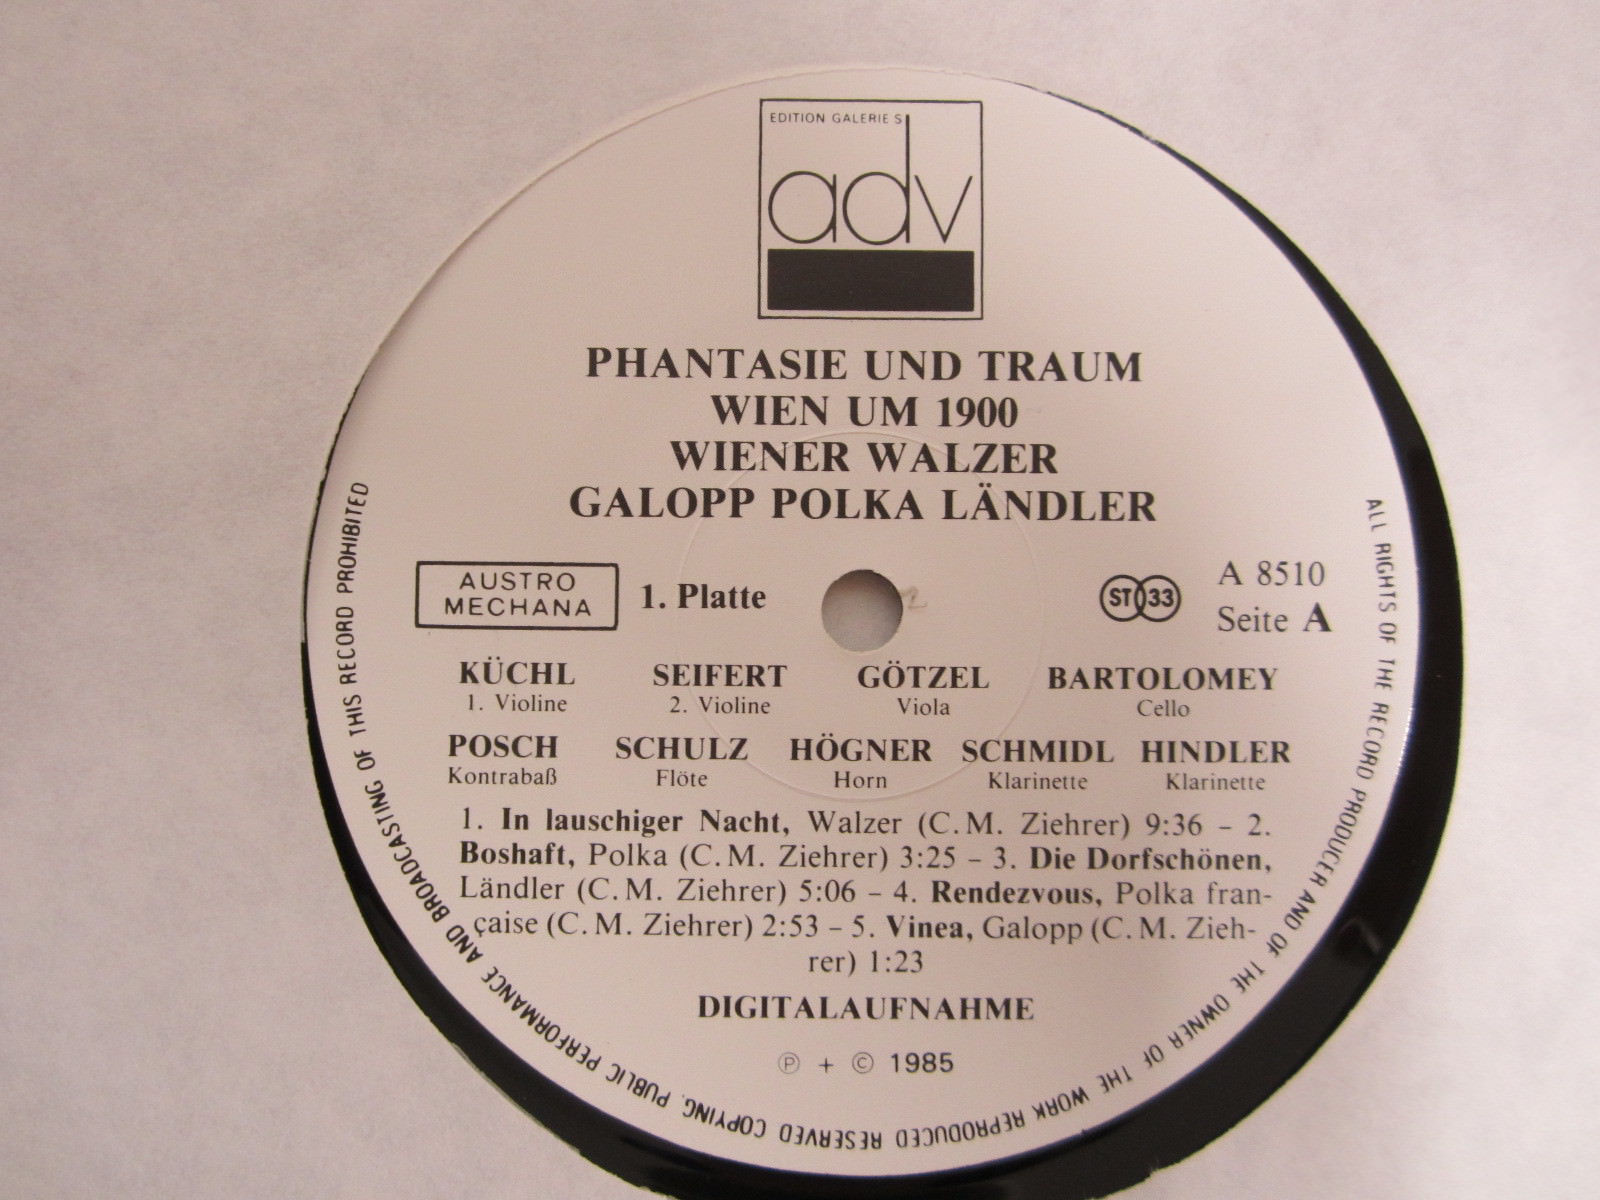 EDITION GALERIE S
adv
PHANTASIE UND TRAUM
WIEN UM 1900
WIENER WALZER
GALOPP POLKA LÄNDLER
AUSTRO
MECHANA
1. Platte
ST 33
A 8510
Seite A
KÜCHL SEIFERT GÖTZEL BARTOLOMEY
1. Violine 2. Violine Viola Cello
POSCH SCHULZ HÖGNER SCHMIDL HINDLER
Kontrabaß Flöte Horn Klarinette Klarinette
1. In lauschiger Nacht, Walzer (C. M. Ziehrer) 9:36 – 2.
Boshaft, Polka (C. M. Ziehrer) 3:25 – 3. Die Dorfschönen,
Ländler (C. M. Ziehrer) 5:06 – 4. Rendezvous, Polka fran-
çaise (C. M. Ziehrer) 2:53 – 5. Vinea, Galopp (C. M. Zieh-
rer) 1:23
DIGITALAUFNAHME
Ⓟ + © 1985
ALL RIGHTS OF THE RECORD PRODUCER AND OF THE OWNER OF THE WORK REPRODUCED RESERVED COPYING, PUBLIC PERFORMANCE AND BROADCASTING OF THIS RECORD PROHIBITED